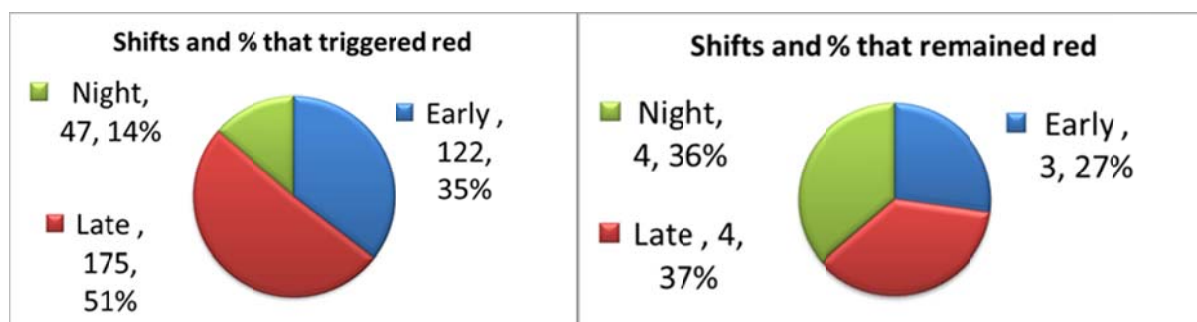 Shifts and % that triggered red
Night,
47, 14%
Early ,
122,
35%
Late ,
175,
51%
Shifts and % that remained red
Night,
4, 36%
Early ,
3, 27%
Late , 4,
37%